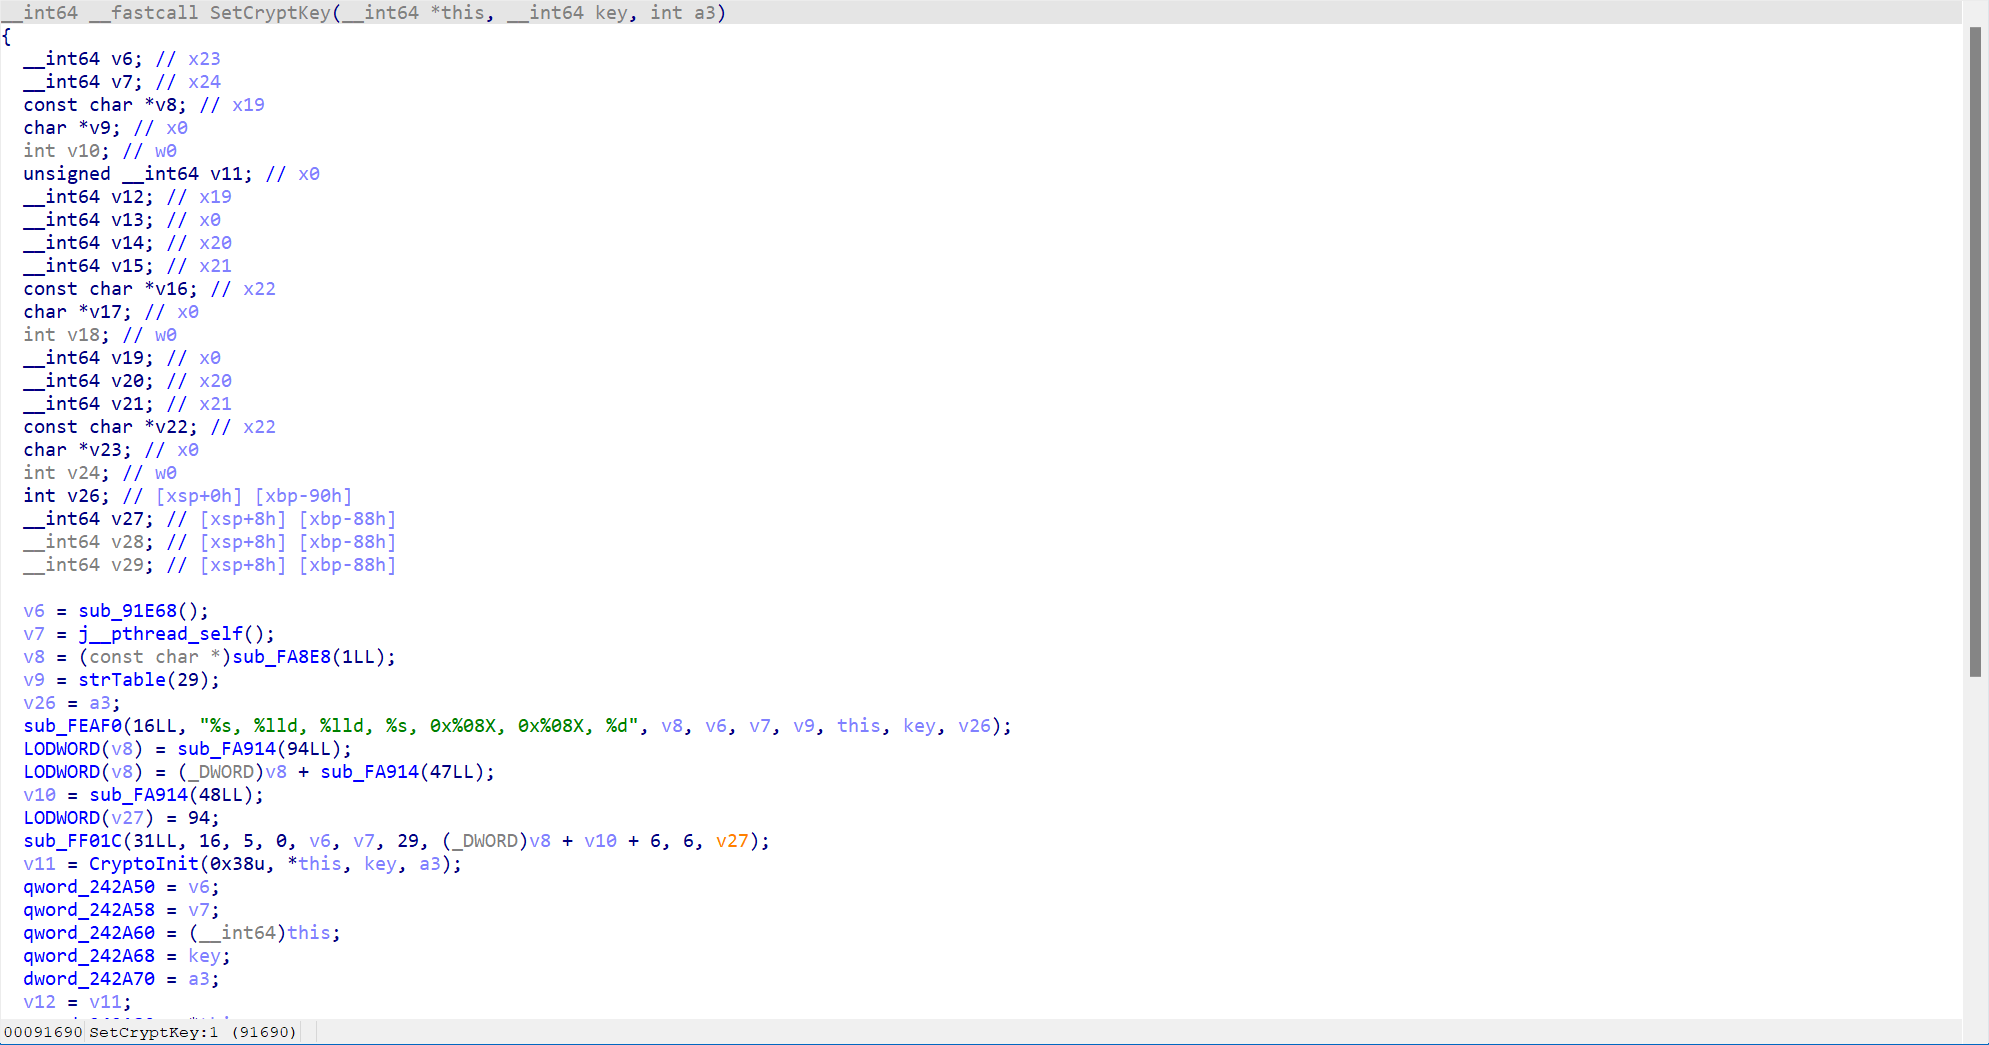 __int64 __fastcall SetCryptKey(__int64 *this, __int64 key, int a3)
{
  __int64 v6; // x23
  __int64 v7; // x24
  const char *v8; // x19
  char *v9; // x0
  int v10; // w0
  unsigned __int64 v11; // x0
  __int64 v12; // x19
  __int64 v13; // x0
  __int64 v14; // x20
  __int64 v15; // x21
  const char *v16; // x22
  char *v17; // x0
  int v18; // w0
  __int64 v19; // x0
  __int64 v20; // x20
  __int64 v21; // x21
  const char *v22; // x22
  char *v23; // x0
  int v24; // w0
  int v26; // [xsp+0h] [xbp-90h]
  __int64 v27; // [xsp+8h] [xbp-88h]
  __int64 v28; // [xsp+8h] [xbp-88h]
  __int64 v29; // [xsp+8h] [xbp-88h]

  v6 = sub_91E68();
  v7 = j__pthread_self();
  v8 = (const char *)sub_FA8E8(1LL);
  v9 = strTable(29);
  v26 = a3;
  sub_FEAF0(16LL, "%s, %lld, %lld, %s, 0x%08X, 0x%08X, %d", v8, v6, v7, v9, this, key, v26);
  LODWORD(v8) = sub_FA914(94LL);
  LODWORD(v8) = (_DWORD)v8 + sub_FA914(47LL);
  v10 = sub_FA914(48LL);
  LODWORD(v27) = 94;
  sub_FF01C(31LL, 16, 5, 0, v6, v7, 29, (_DWORD)v8 + v10 + 6, 6, v27);
  v11 = CryptoInit(0x38u, *this, key, a3);
  qword_242A50 = v6;
  qword_242A58 = v7;
  qword_242A60 = (__int64)this;
  qword_242A68 = key;
  dword_242A70 = a3;
  v12 = v11;
00091690 SetCryptKey:1 (91690)